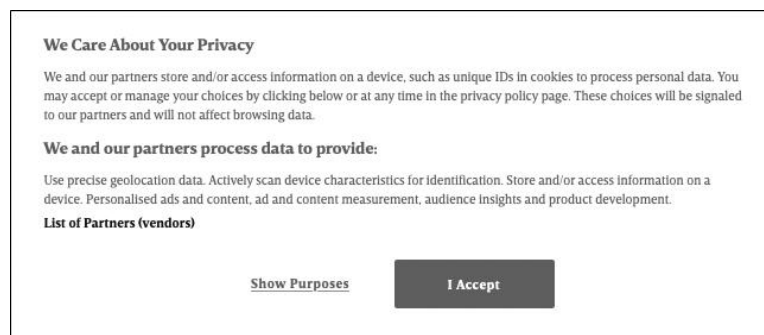 We Care About Your Privacy
We and our partners store and/or access information on a device, such as unique IDs in cookies to process personal data. You
may accept or manage your choices by clicking below or at any time in the privacy policy page. These choices will be signaled
to our partners and will not affect browsing data.
We and our partners process data to provide:
Use precise geolocation data. Actively scan device characteristics for identification. Store and/or access information on a
device. Personalised ads and content, ad and content measurement, audience insights and product development.
List of Partners (vendors)
Show Purposes
I Accept